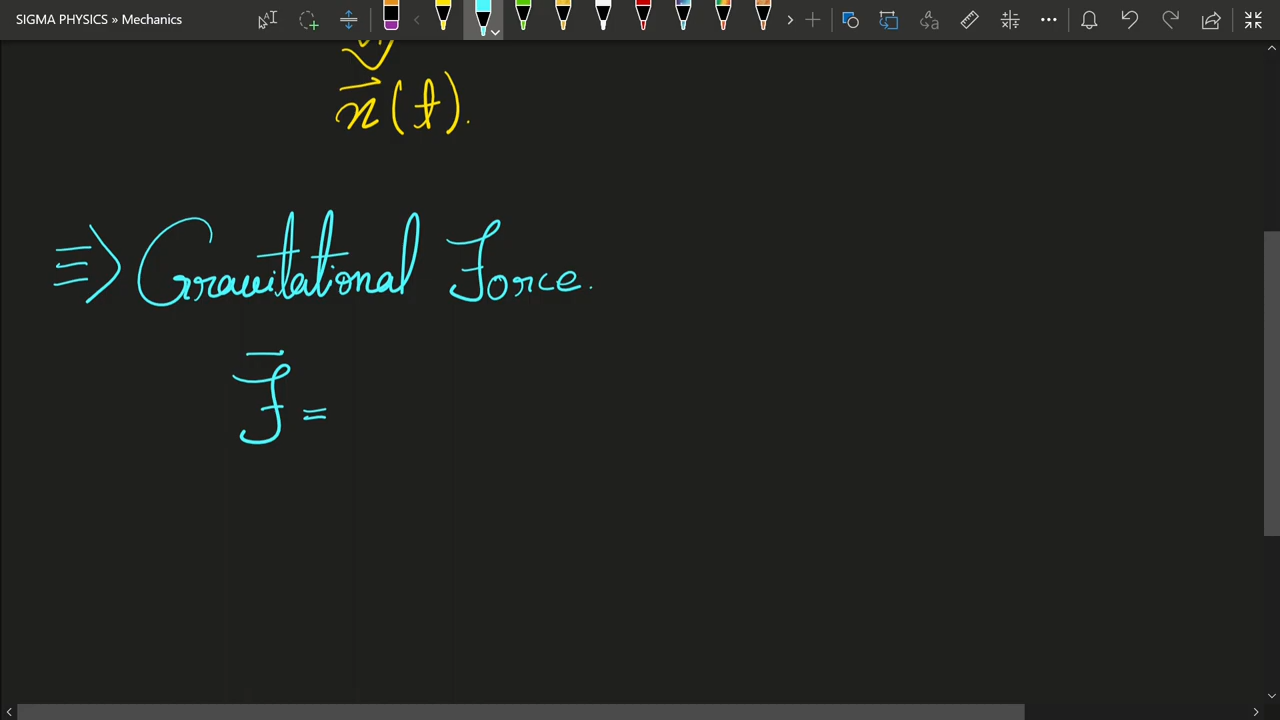 SIGMA PHYSICS » Mechanics
x⃗(t).
⇛ Gravitational Force.
F⃗ =